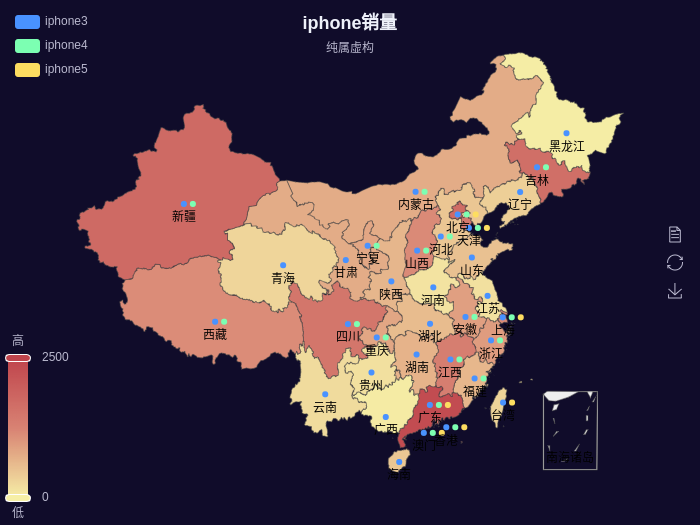 iphone3
iphone4
iphone5
iphone销量
纯属虚构
黑龙江
吉林
新疆
内蒙古
辽宁
北京
天津
河北
宁夏
山西
山东
甘肃
青海
陕西
河南
江苏
西藏
四川
湖北
安徽
上海
重庆
浙江
湖南
江西
贵州
福建
云南
广东
台湾
广西
香港
澳门
海南
南海诸岛
高
2500
0
低